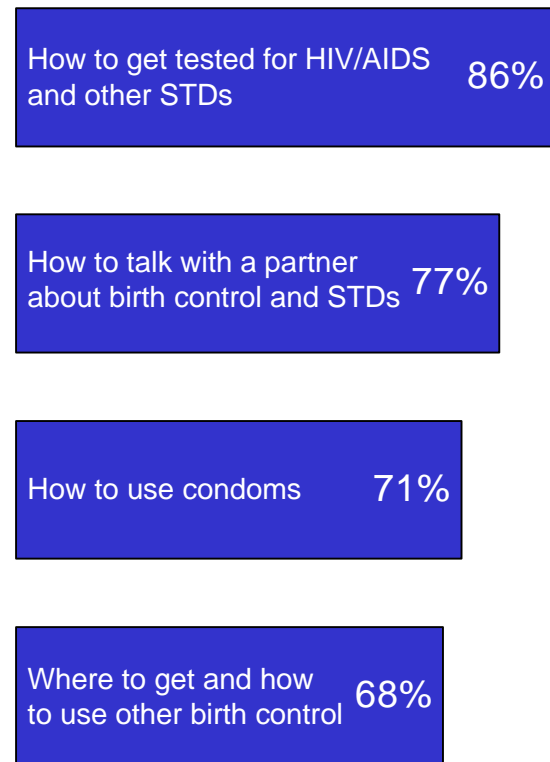 How to get tested for HIV/AIDS
and other STDs
86%
How to talk with a partner
about birth control and STDs
77%
How to use condoms
71%
Where to get and how
to use other birth control
68%